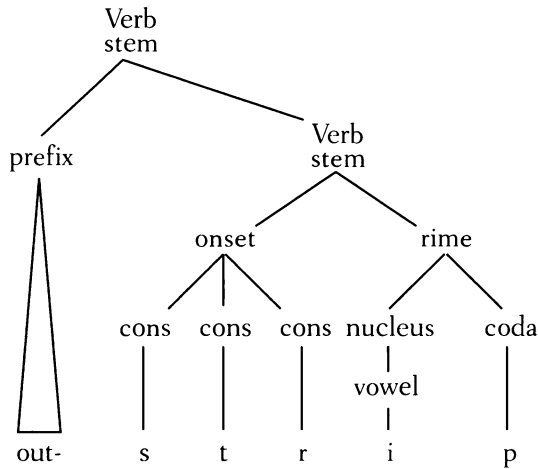 Verb
stem
prefix
Verb
stem
onset
rime
cons cons cons nucleus coda
vowel
out- s t r i p